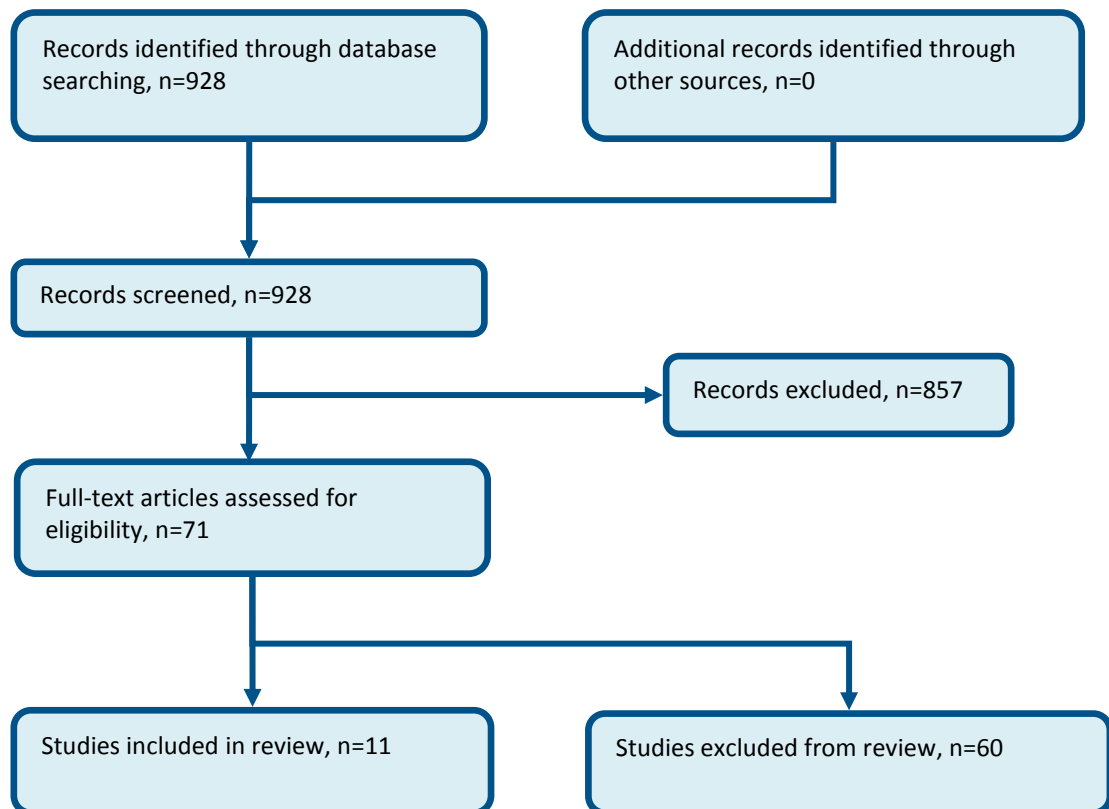 Records identified through database
searching, n=928
Additional records identified through
other sources, n=0
Records screened, n=928
Records excluded, n=857
Full-text articles assessed for
eligibility, n=71
Studies included in review, n=11
Studies excluded from review, n=60